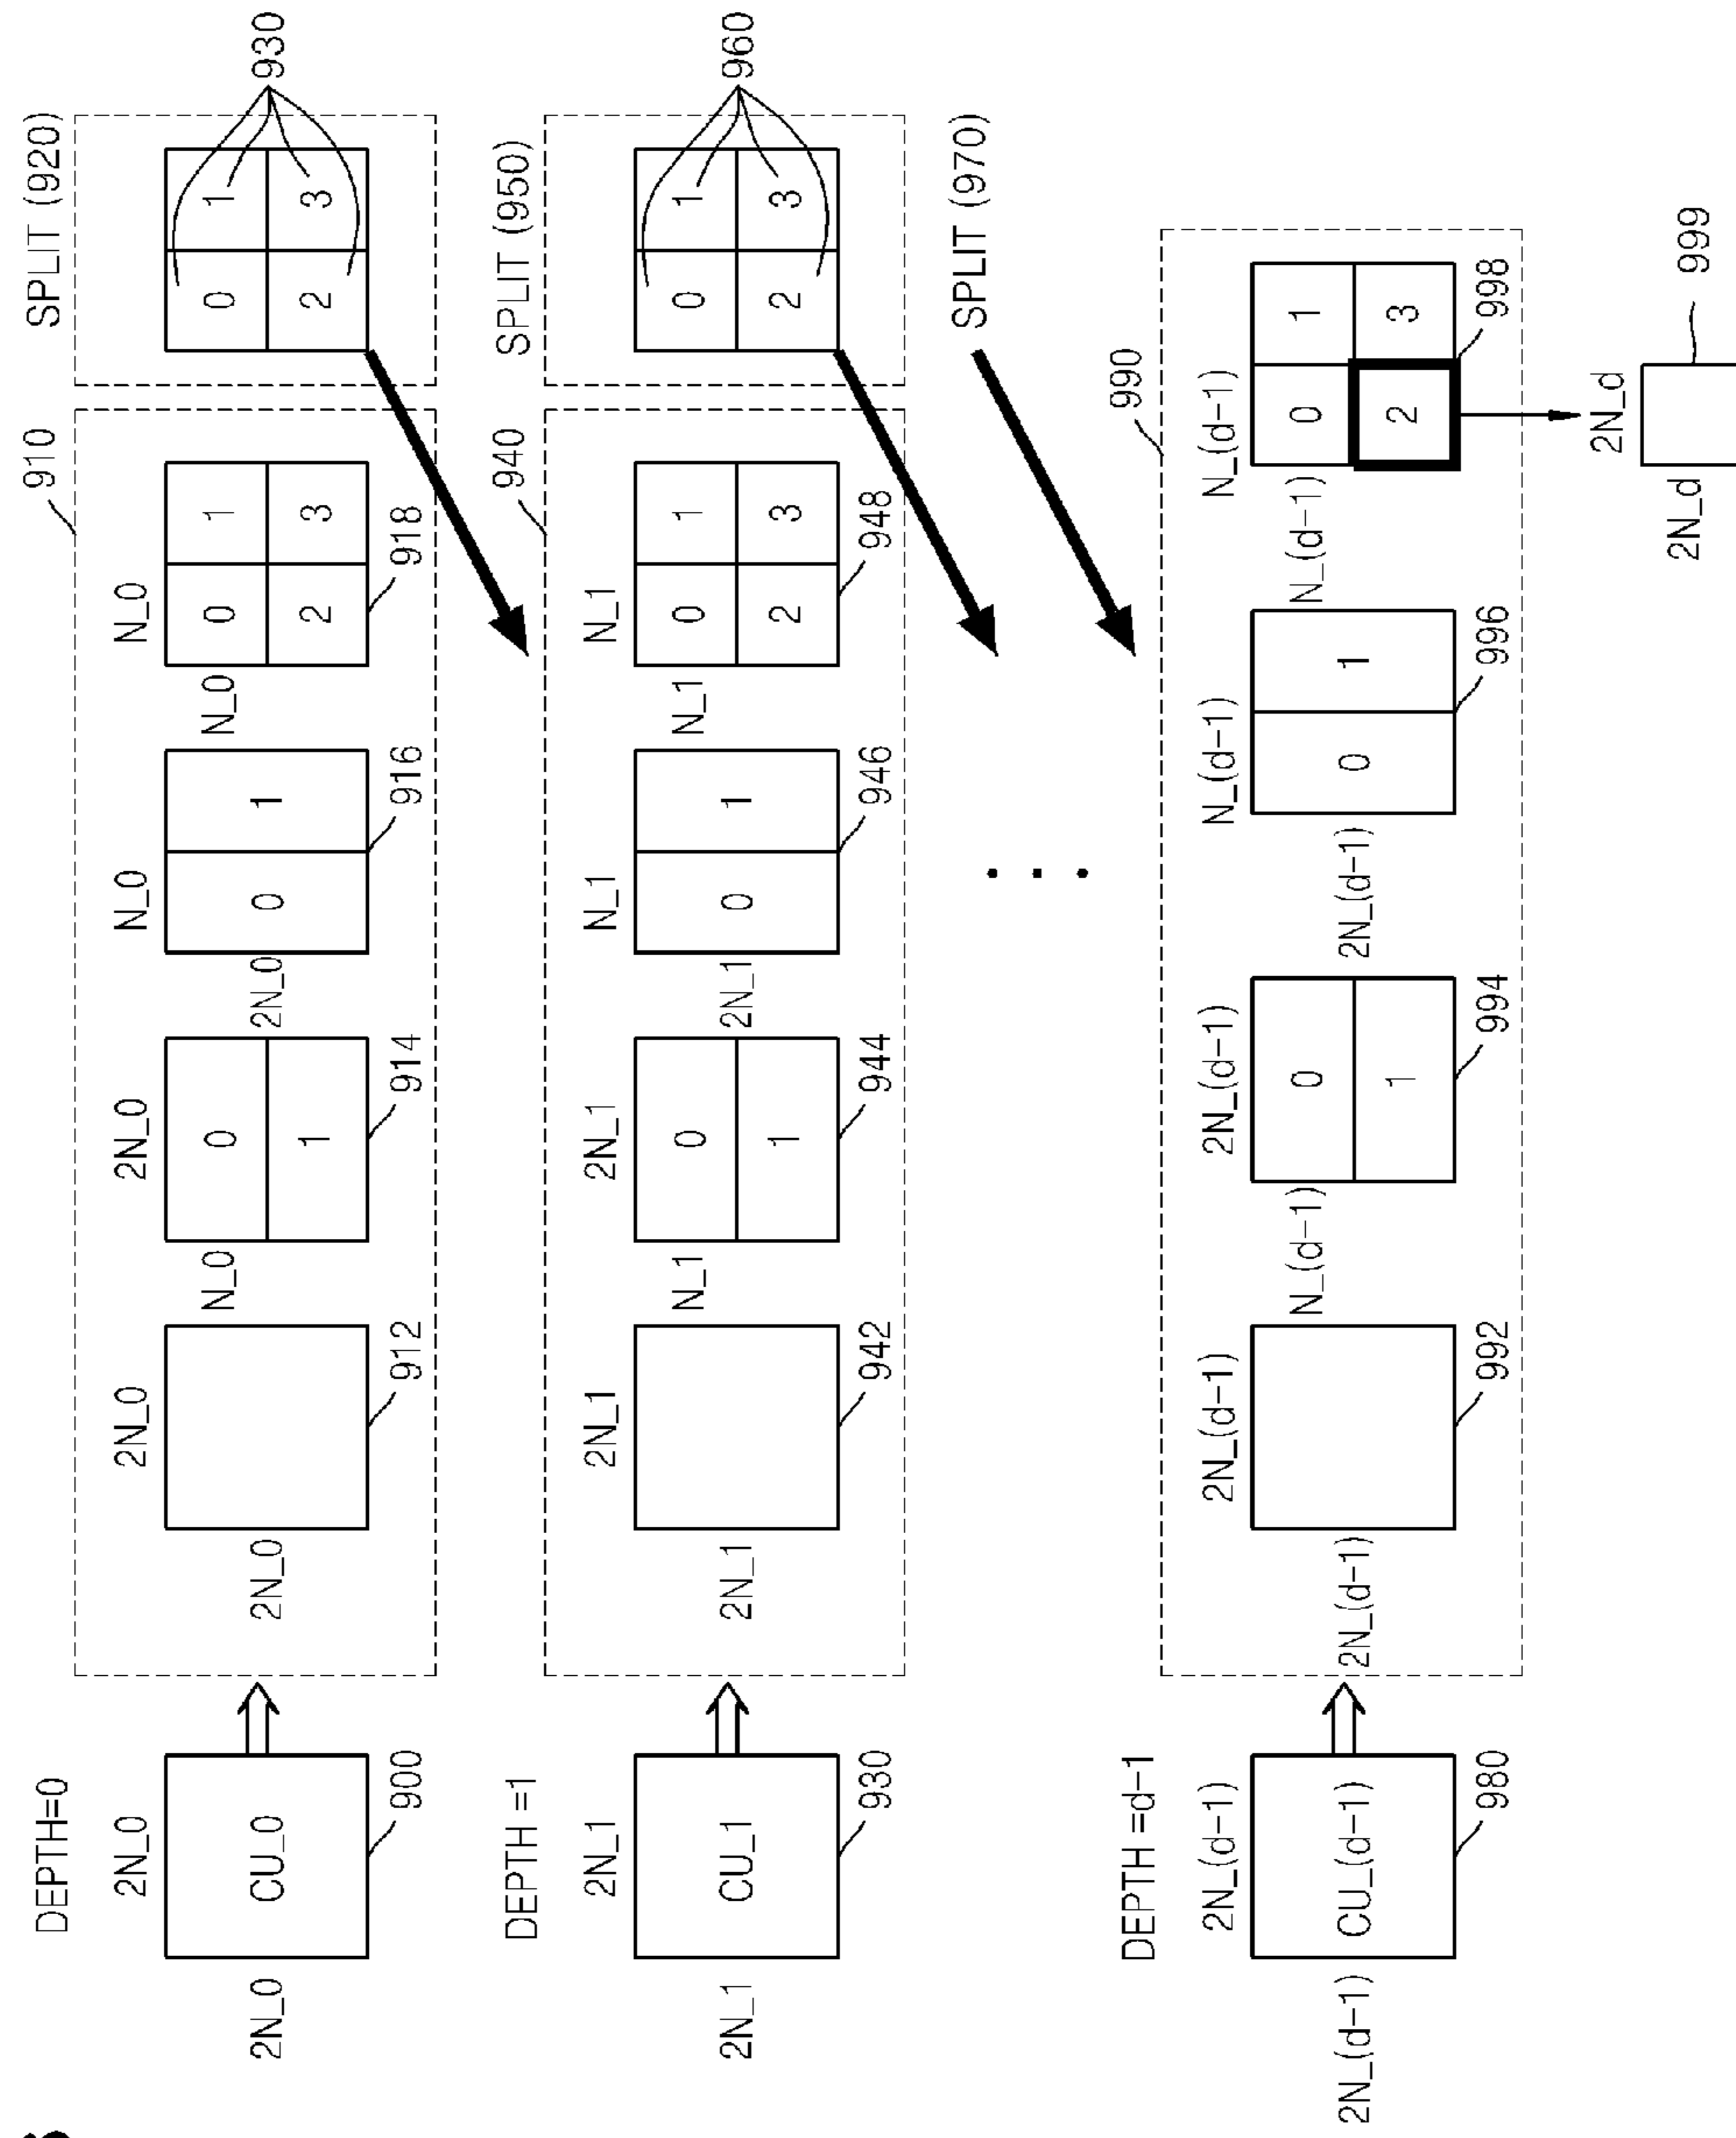 DEPTH=0
2N_0
2N_0
CU_0
900
910
2N_0
2N_0
912
2N_0
N_0
0
1
914
N_0
2N_0
0
1
916
N_0
N_0
0
1
2
3
918
SPLIT (920)
0
1
2
3
930
DEPTH =1
2N_1
2N_1
CU_1
930
940
2N_1
2N_1
942
2N_1
N_1
0
1
944
N_1
2N_1
0
1
946
N_1
N_1
0
1
2
3
948
SPLIT (950)
0
1
2
3
960
SPLIT (970)
DEPTH =d-1
2N_(d-1)
2N_(d-1)
CU_(d-1)
980
990
2N_(d-1)
2N_(d-1)
992
2N_(d-1)
N_(d-1)
0
1
994
N_(d-1)
2N_(d-1)
0
1
996
N_(d-1)
N_(d-1)
0
1
2
3
998
2N_d
2N_d
999